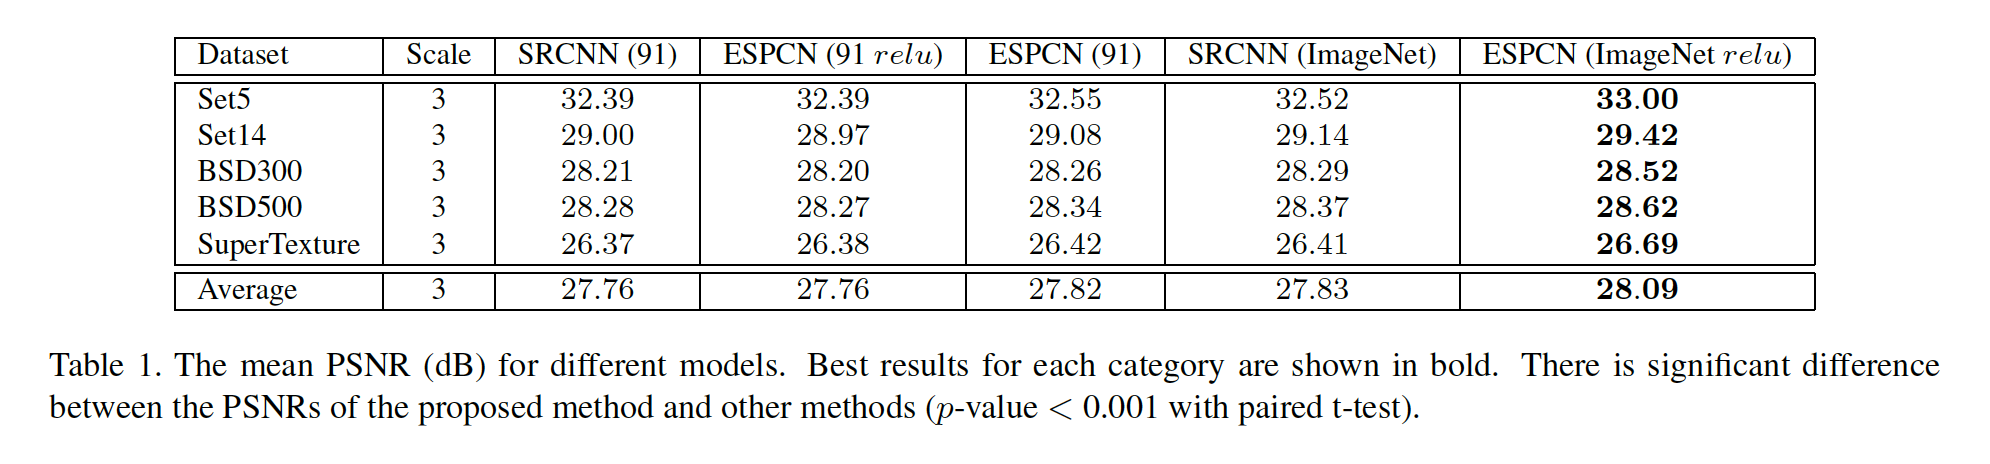 Dataset Scale SRCNN (91) ESPCN (91 relu) ESPCN (91) SRCNN (ImageNet) ESPCN (ImageNet relu)
Set5 3 32.39 32.39 32.55 32.52 33.00
Set14 3 29.00 28.97 29.08 29.14 29.42
BSD300 3 28.21 28.20 28.26 28.29 28.52
BSD500 3 28.28 28.27 28.34 28.37 28.62
SuperTexture 3 26.37 26.38 26.42 26.41 26.69
Average 3 27.76 27.76 27.82 27.83 28.09
Table 1. The mean PSNR (dB) for different models. Best results for each category are shown in bold. There is significant difference
between the PSNRs of the proposed method and other methods (p-value < 0.001 with paired t-test).